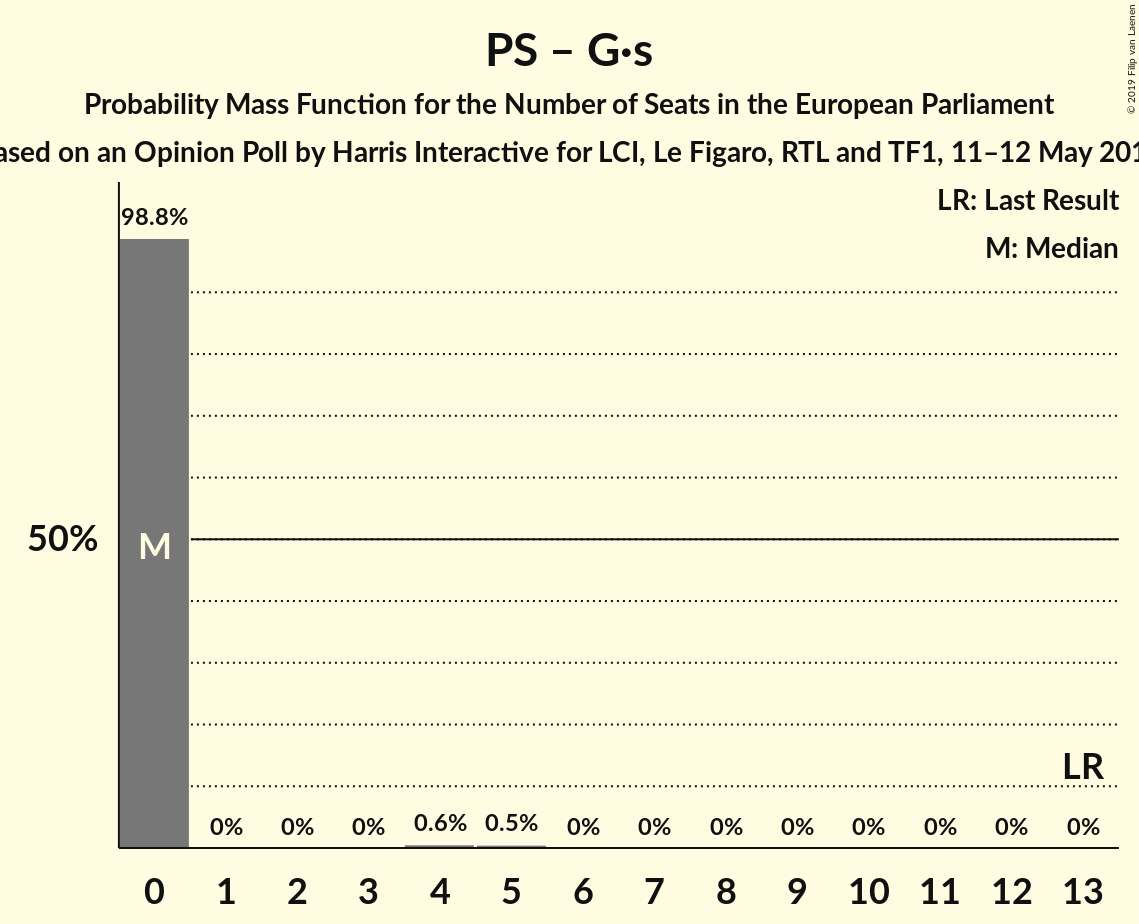 PS – G·s
Probability Mass Function for the Number of Seats in the European Parliament
ased on an Opinion Poll by Harris Interactive for LCI, Le Figaro, RTL and TF1, 11–12 May 201
© 2019 Filip van Laenen
LR: Last Result
M: Median
98.8%
50%
M
LR
0% 0% 0% 0.6% 0.5% 0% 0% 0% 0% 0% 0% 0% 0%
0 1 2 3 4 5 6 7 8 9 10 11 12 13